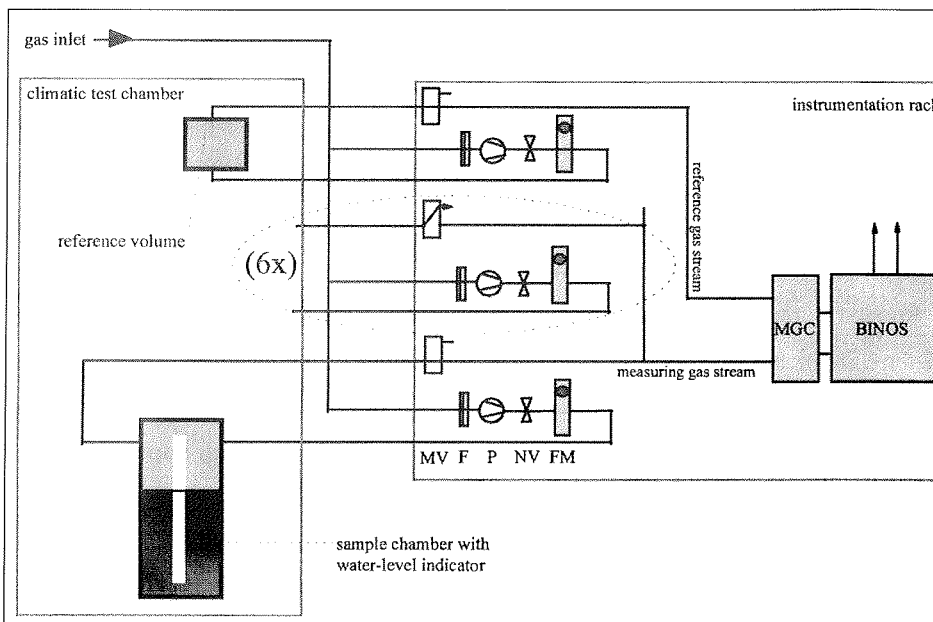 gas inlet
climatic test chamber
instrumentation rack
reference volume
(6x)
reference gas stream
MGC
BINOS
measuring gas stream
MV F P NV FM
sample chamber with
water-level indicator